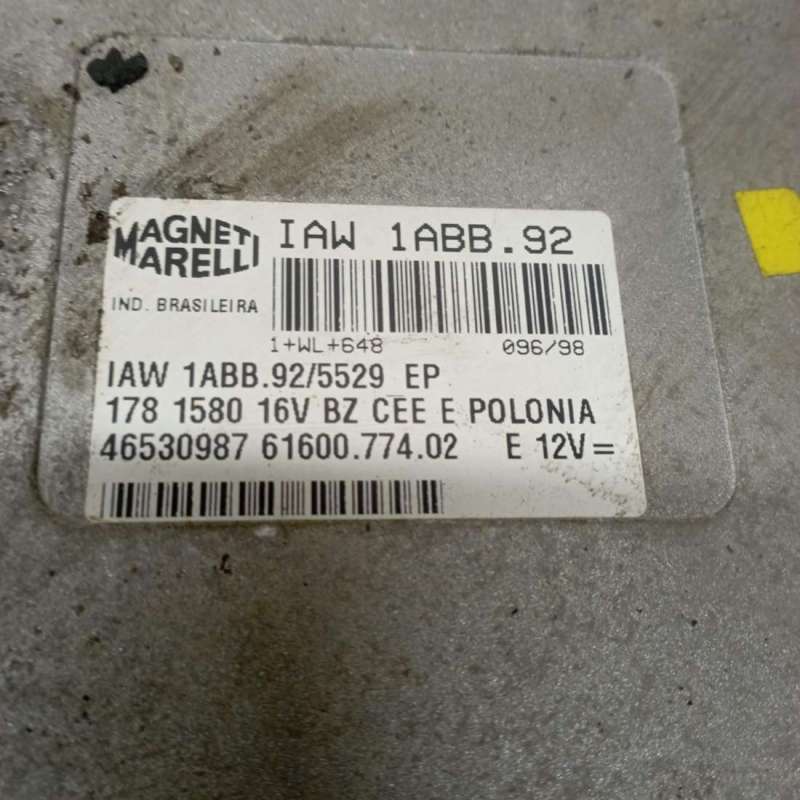 MAGNETI MARELLI
IAW 1ABB.92
IND. BRASILEIRA
1+WL+648 096/98
IAW 1ABB.92/5529 EP
178 1580 16V BZ CEE E POLONIA
46530987 61600.774.02 E 12V=